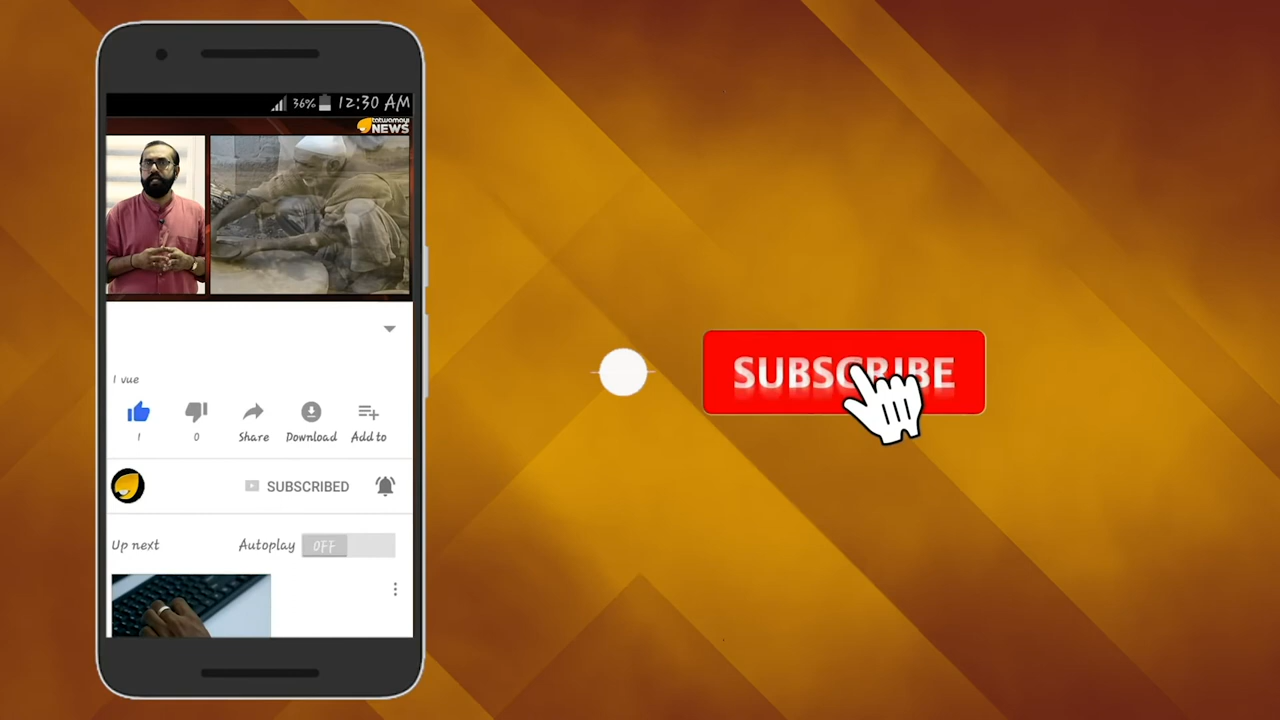 36% 12:30 AM
tatwamayi
NEWS
1 vue
1
0
Share
Download
Add to
SUBSCRIBED
Up next
Autoplay
OFF
SUBSCRIBE